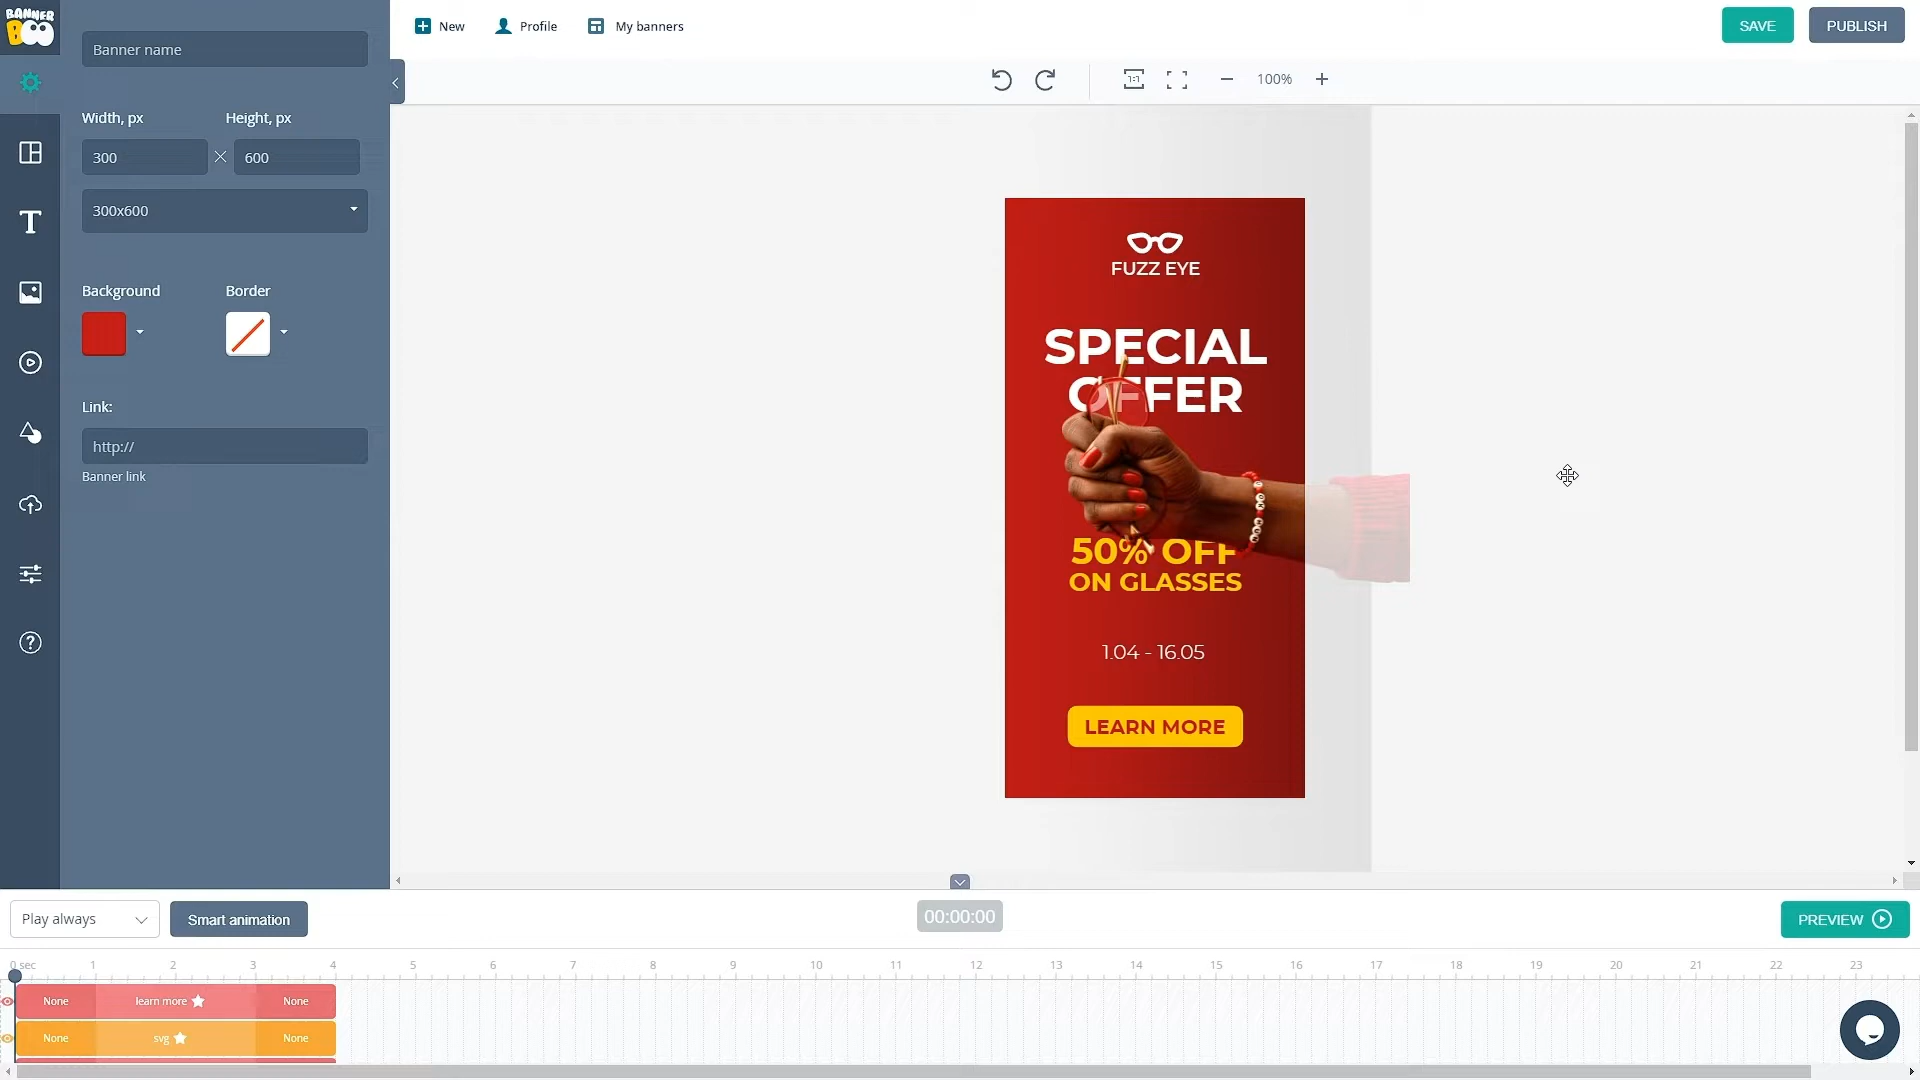 BANNER
BOO
New
Profile
My banners
SAVE
PUBLISH
Banner name
1:1
100%
Width, px
Height, px
300
600
300x600
Background
Border
Link:
http://
Banner link
FUZZ EYE
SPECIAL
OFFER
50% OFF
ON GLASSES
1.04 - 16.05
LEARN MORE
Play always
Smart animation
00:00:00
PREVIEW
0 sec 1 2 3 4 5 6 7 8 9 10 11 12 13 14 15 16 17 18 19 20 21 22 23
None learn more None
None svg None